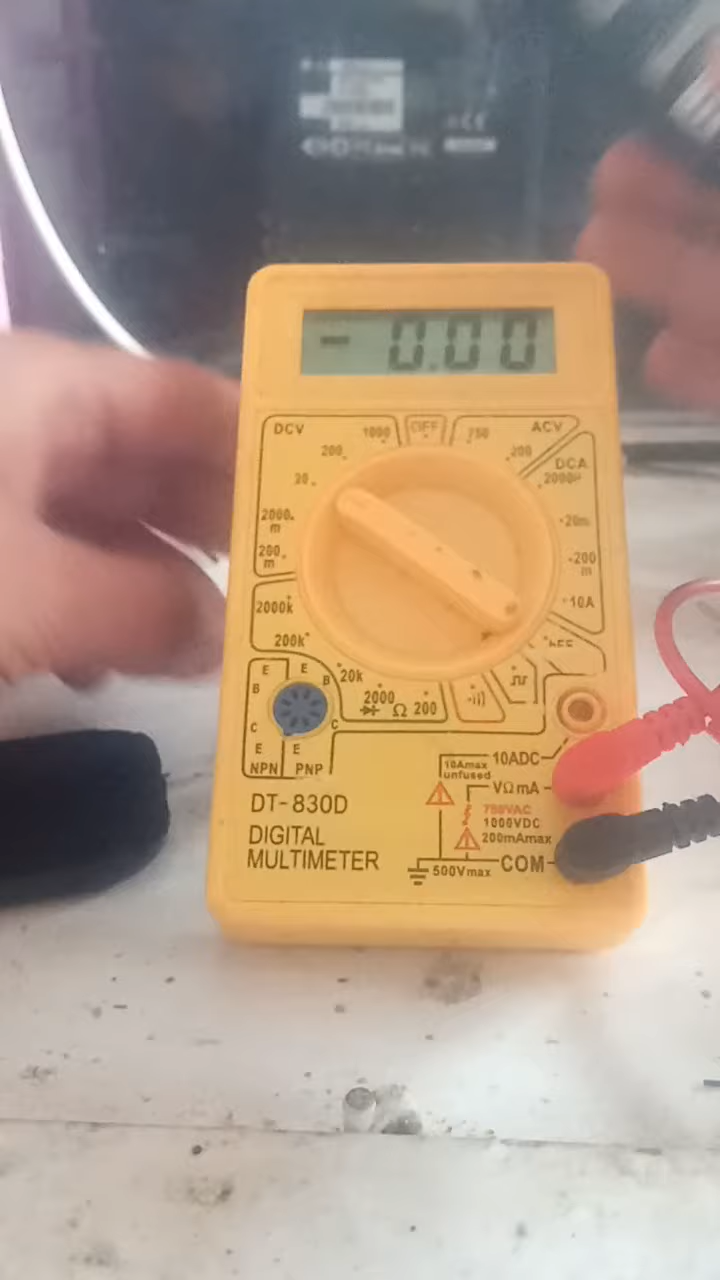 - 0.00
DCV
1000
OFF
750
ACV
200
200
DCA
20
2000µ
2000
m
20m
200
m
200
m
2000k
10A
200k
hFE
20k
2000
Ω 200
E
E
B
B
C
C
E
E
NPN
PNP
10ADC
10Amax
unfused
VΩmA
750VAC
1000VDC
200mAmax
COM
500Vmax
DT-830D
DIGITAL
MULTIMETER